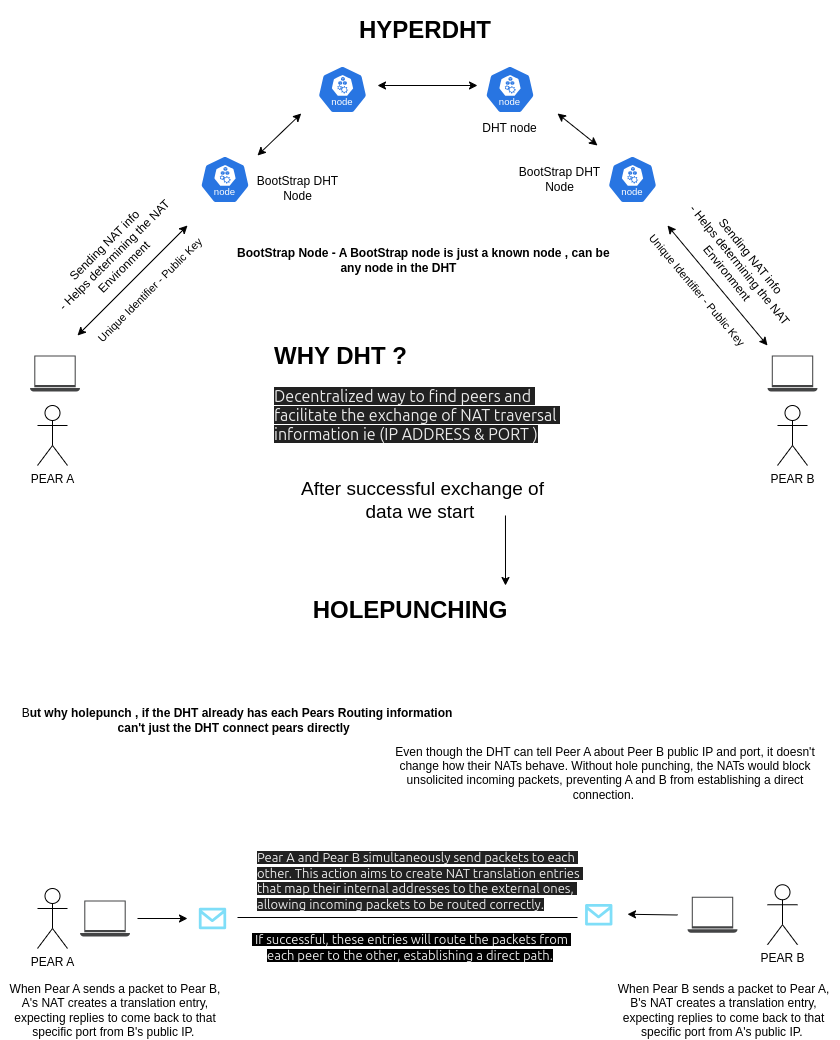 HYPERDHT
node
node
DHT node
node
BootStrap DHT
Node
BootStrap DHT
Node
node
Sending NAT info
- Helps determining the NAT
Environment
Unique Identifier - Public Key
Sending NAT info
- Helps determining the NAT
Environment
Unique Identifier - Public Key
BootStrap Node - A BootStrap node is just a known node , can be
any node in the DHT
WHY DHT ?
Decentralized way to find peers and
facilitate the exchange of NAT traversal
information ie (IP ADDRESS & PORT )
PEAR A
PEAR B
After successful exchange of
data we start
HOLEPUNCHING
But why holepunch , if the DHT already has each Pears Routing information
can't just the DHT connect pears directly
Even though the DHT can tell Peer A about Peer B public IP and port, it doesn't
change how their NATs behave. Without hole punching, the NATs would block
unsolicited incoming packets, preventing A and B from establishing a direct
connection.
Pear A and Pear B simultaneously send packets to each
other. This action aims to create NAT translation entries
that map their internal addresses to the external ones,
allowing incoming packets to be routed correctly.
If successful, these entries will route the packets from
each peer to the other, establishing a direct path.
PEAR A
PEAR B
When Pear A sends a packet to Pear B,
A's NAT creates a translation entry,
expecting replies to come back to that
specific port from B's public IP.
When Pear B sends a packet to Pear A,
B's NAT creates a translation entry,
expecting replies to come back to that
specific port from A's public IP.